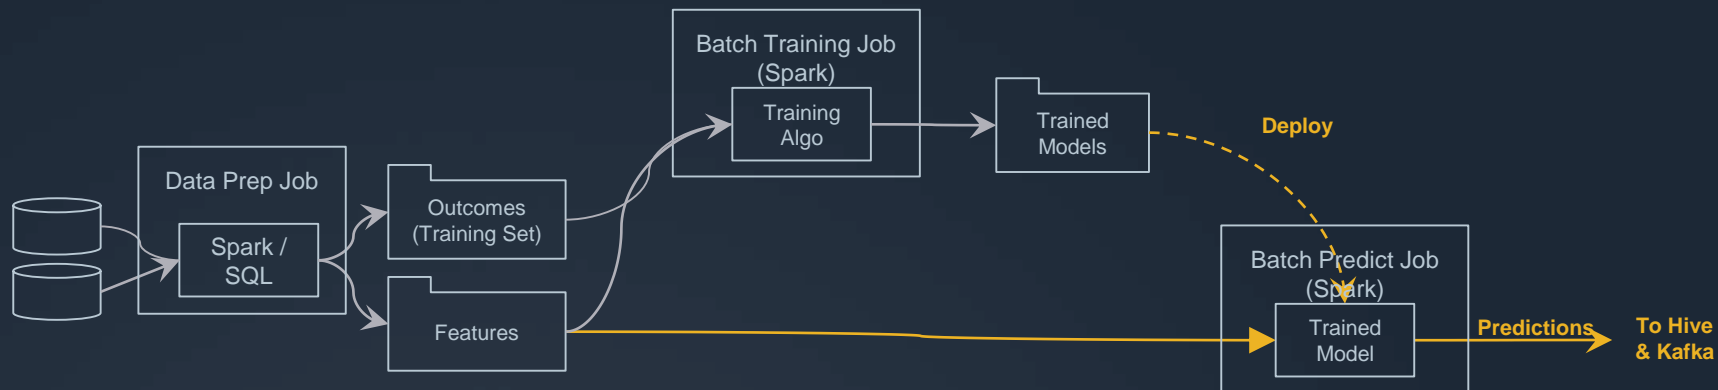 Batch Training Job
(Spark)
Training
Algo
Trained
Models
Deploy
Data Prep Job
Spark /
SQL
Outcomes
(Training Set)
Features
Batch Predict Job
(Spark)
Trained
Model
Predictions
To Hive
& Kafka